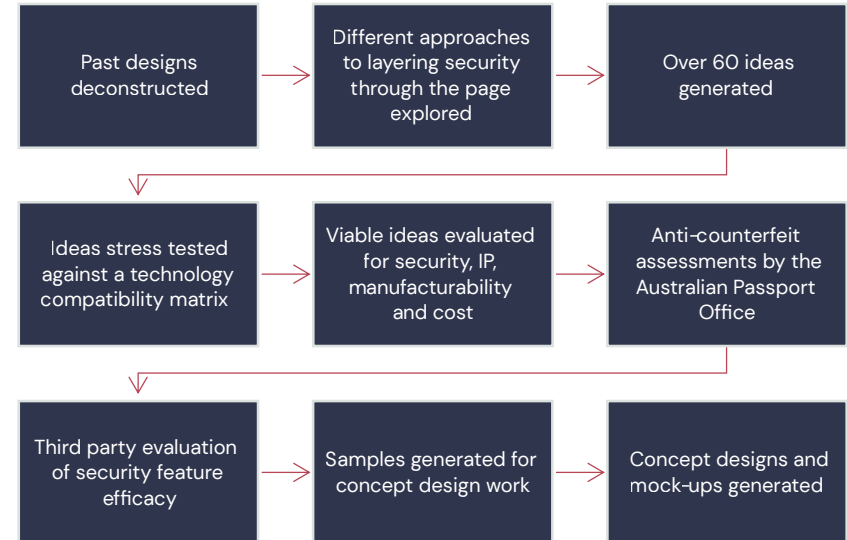 Past designs
deconstructed
Different approaches
to layering security
through the page
explored
Over 60 ideas
generated
Ideas stress tested
against a technology
compatibility matrix
Viable ideas evaluated
for security, IP,
manufacturability
and cost
Anti-counterfeit
assessments by the
Australian Passport
Office
Third party evaluation
of security feature
efficacy
Samples generated for
concept design work
Concept designs and
mock-ups generated